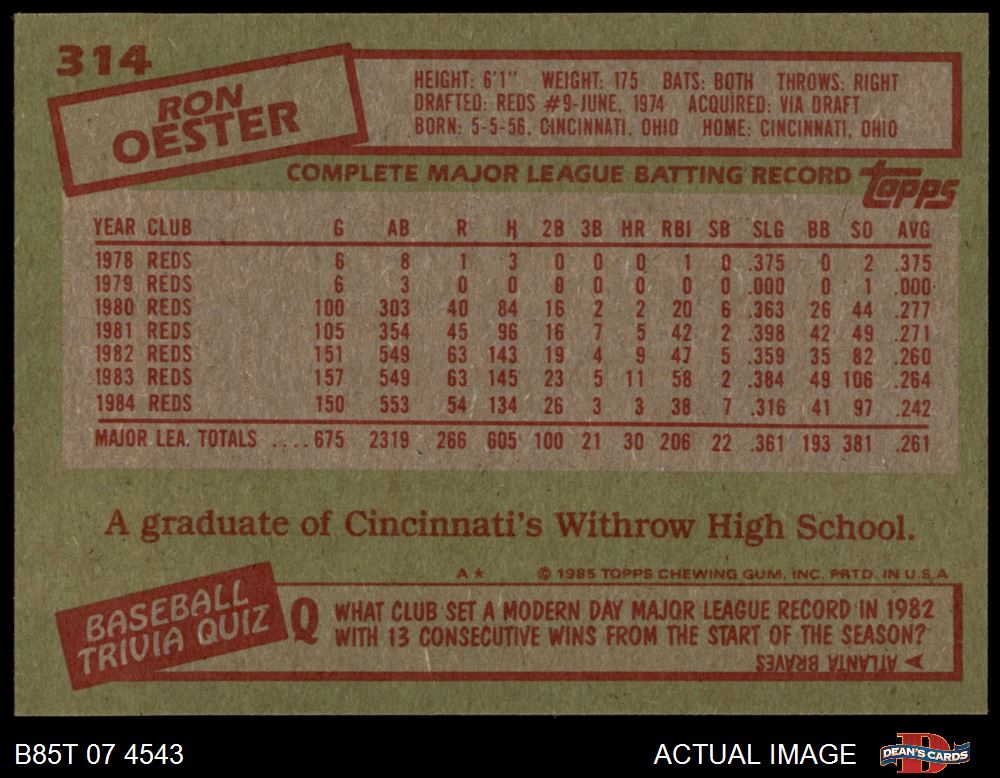 314
RON
OESTER
HEIGHT: 6'1" WEIGHT: 175 BATS: BOTH THROWS: RIGHT
DRAFTED: REDS #9-JUNE, 1974 ACQUIRED: VIA DRAFT
BORN: 5-5-56, CINCINNATI, OHIO HOME: CINCINNATI, OHIO
COMPLETE MAJOR LEAGUE BATTING RECORD topps
YEAR CLUB G AB R H 2B 3B HR RBI SB SLG BB SO AVG
1978 REDS 6 8 1 3 0 0 0 1 0 .375 0 2 .375
1979 REDS 6 3 0 0 0 0 0 0 0 .000 0 1 .000
1980 REDS 100 303 40 84 16 2 2 20 6 .363 26 44 .277
1981 REDS 105 354 45 96 16 7 5 42 2 .398 42 49 .271
1982 REDS 151 549 63 143 19 4 9 47 5 .359 35 82 .260
1983 REDS 157 549 63 145 23 5 11 58 2 .384 49 106 .264
1984 REDS 150 553 54 134 26 3 3 38 7 .316 41 97 .242
MAJOR LEA. TOTALS ....675 2319 266 605 100 21 30 206 22 .361 193 381 .261
A graduate of Cincinnati's Withrow High School.
A★ © 1985 TOPPS CHEWING GUM, INC. PRTD. IN U.S.A
BASEBALL
TRIVIA QUIZ
Q WHAT CLUB SET A MODERN DAY MAJOR LEAGUE RECORD IN 1982
WITH 13 CONSECUTIVE WINS FROM THE START OF THE SEASON?
ATLANTA BRAVES
B85T 07 4543
ACTUAL IMAGE
D
DEAN'S CARDS